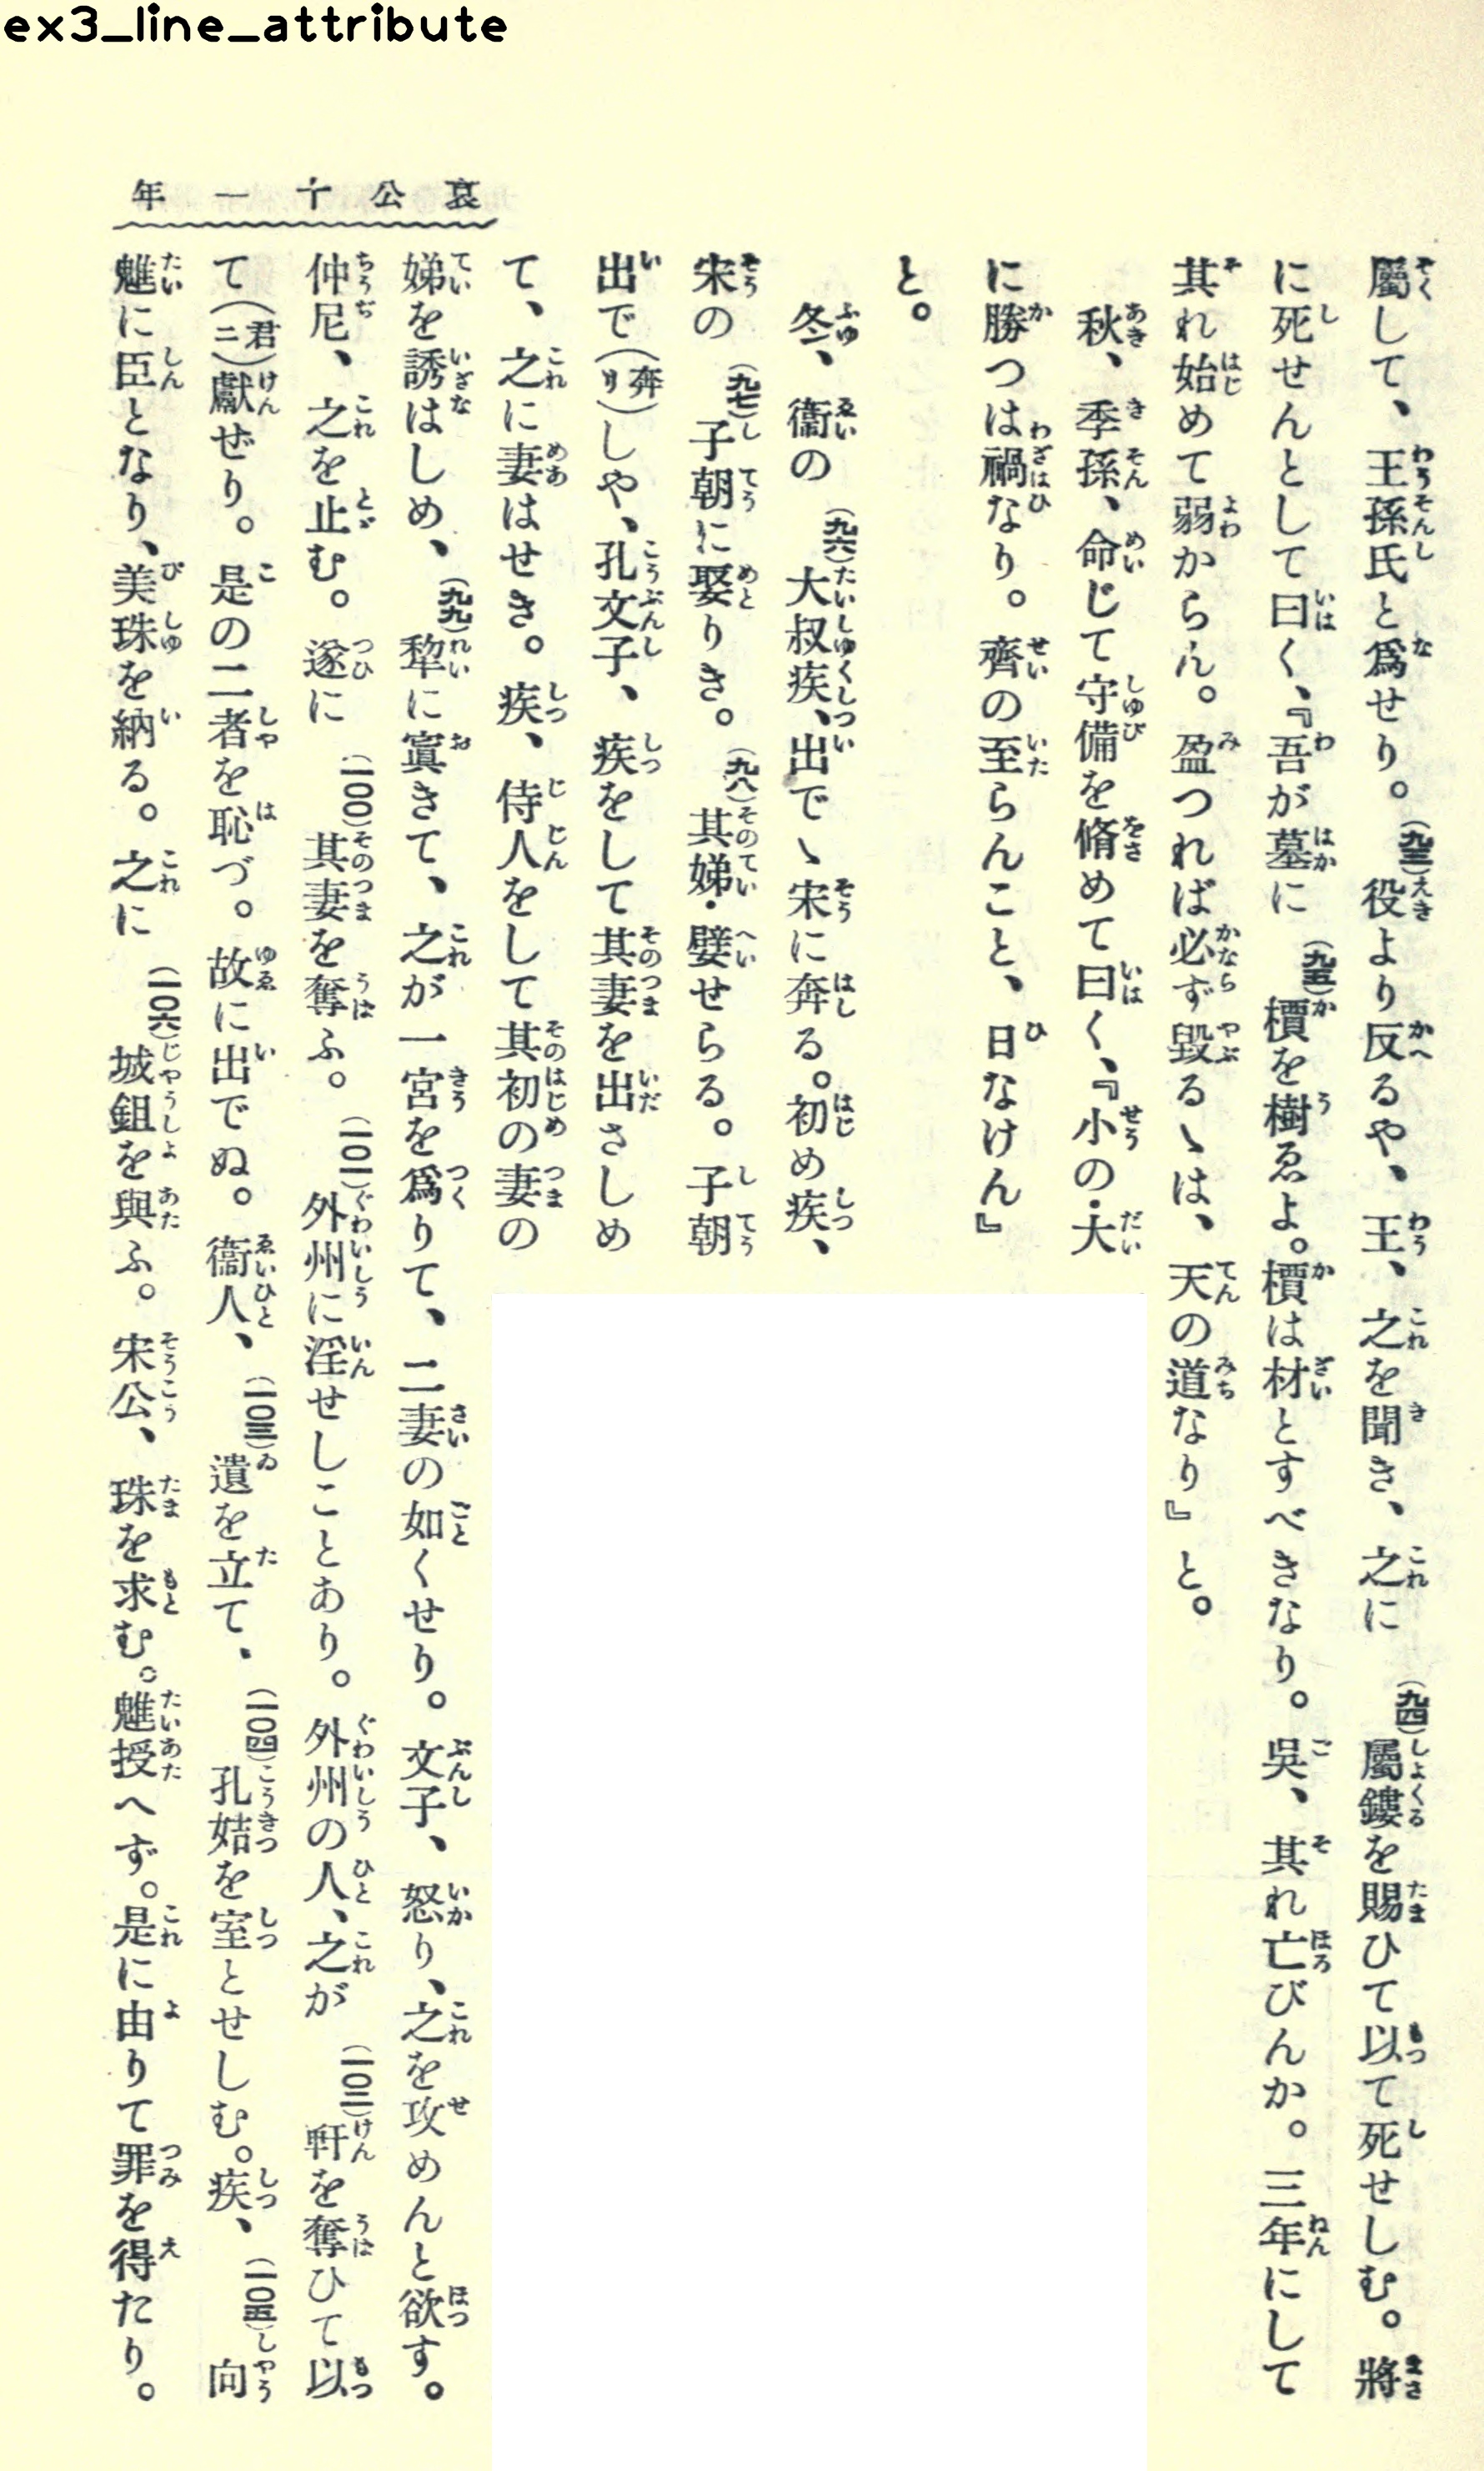 ex3_line_attribute
哀公十一年
屬して、王孫氏と爲せり。(九三)役より反るや、王、之を聞き、之に(九四)屬鏤を賜ひて以て死せしむ。將
に死せんとして曰く、『吾が墓に(九五)檟を樹ゑよ。檟は材とすべきなり。吳、其れ亡びんか。三年にして
其れ始めて弱からん。盈つれば必ず毀るゝは、天の道なり』と。
秋、季孫、命じて守備を脩めて曰く、『小の大
に勝つは禍なり。齊の至らんこと、日なけん』
と。
冬、衞の(九六)大叔疾、出でゝ宋に奔る。初め疾、
宋の(九七)子朝に娶りき。(九八)其娣・嬖せらる。子朝
出で(奔リ)しや、孔文子、疾をして其妻を出さしめ
て、之に妻はせき。疾、侍人をして其初の妻の
娣を誘はしめ、(九九)犂に寘きて、之が一宮を爲りて、二妻の如くせり。文子、怒り、之を攻めんと欲す。
仲尼、之を止む。遂に(一〇〇)其妻を奪ふ。(一〇一)外州に淫せしことあり。外州の人、之が(一〇二)軒を奪ひて以
て(君ニ)獻ぜり。是の二者を恥づ。故に出でぬ。衞人、(一〇三)遺を立て、(一〇四)孔姞を室とせしむ。疾、(一〇五)向
魋に臣となり、美珠を納る。之に(一〇六)城鉏を與ふ。宋公、珠を求む。魋授へず。是に由りて罪を得たり。